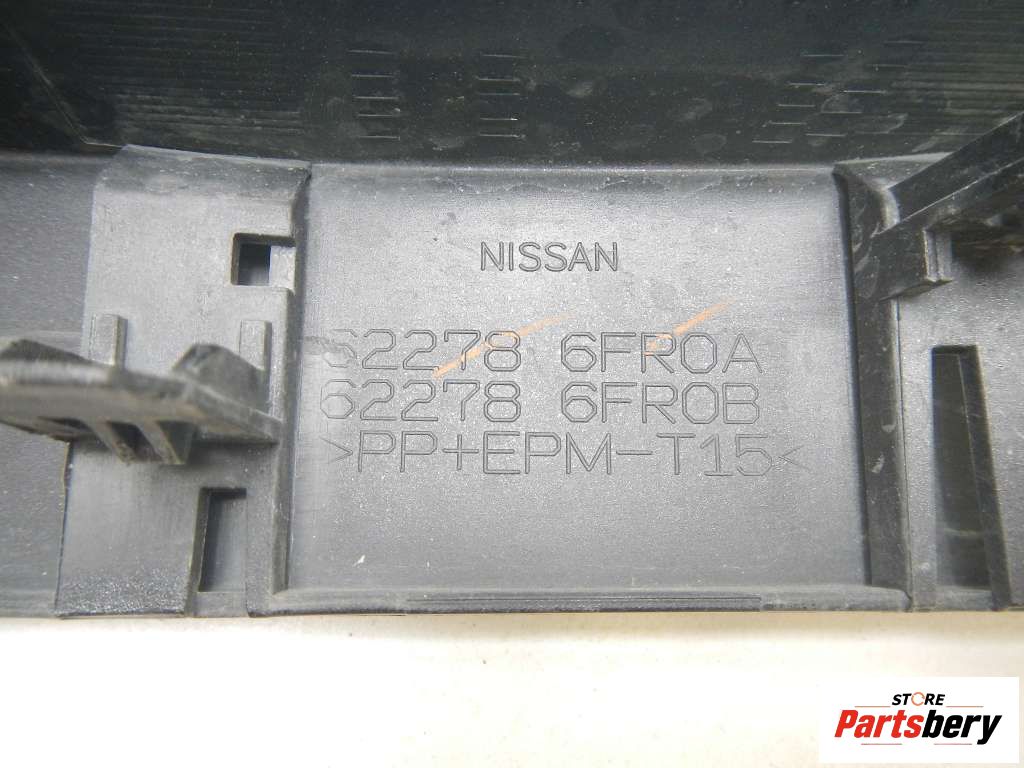 NISSAN
62278 6FR0A
62278 6FR0B
>PP+EPM-T15<
STORE
Partsbery